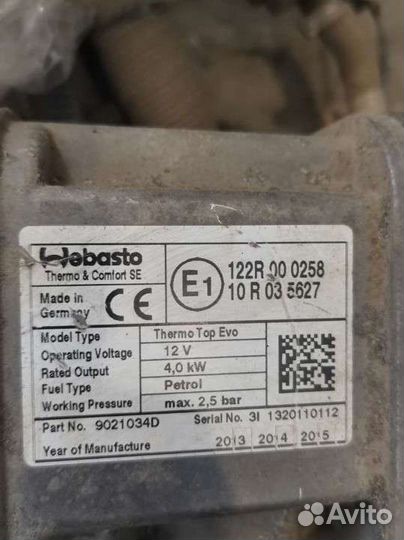 Webasto
Thermo & Comfort SE
Made in
Germany
CE
E1
122R 00 0258
10 R 03 5627
Model Type Thermo Top Evo
Operating Voltage 12 V
Rated Output 4,0 kW
Fuel Type Petrol
Working Pressure max. 2,5 bar
Part No. 9021034D Serial No. 3I 1320110112
Year of Manufacture 2013 2014 2015
Avito